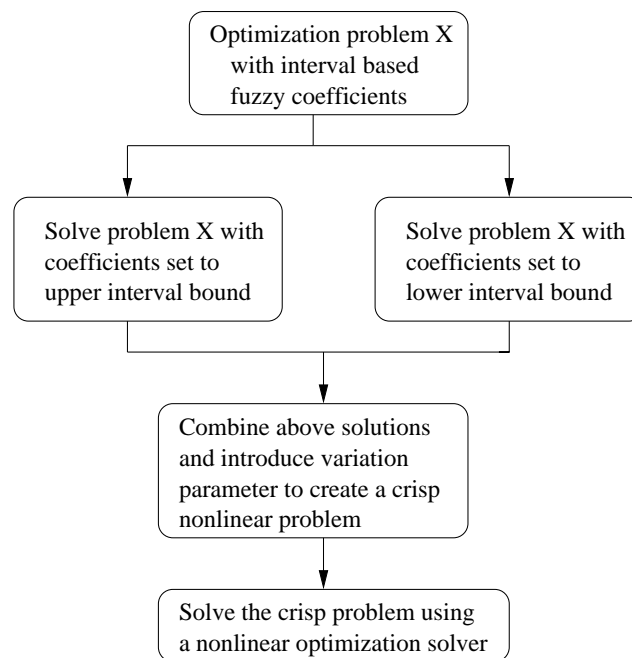 Optimization problem X
with interval based
fuzzy coefficients
Solve problem X with
coefficients set to
upper interval bound
Solve problem X with
coefficients set to
lower interval bound
Combine above solutions
and introduce variation
parameter to create a crisp
nonlinear problem
Solve the crisp problem using
a nonlinear optimization solver